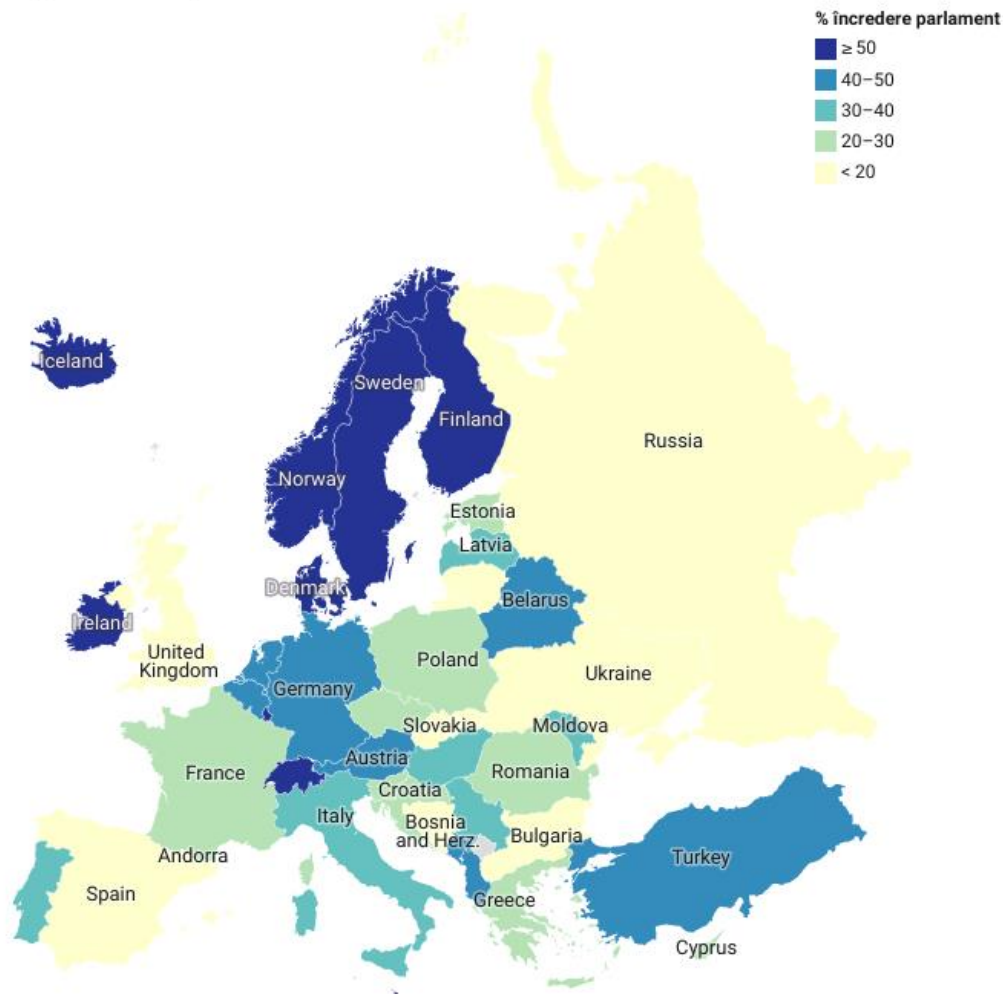 % încredere parlament
≥ 50
40–50
30–40
20–30
< 20
Iceland
Sweden
Finland
Russia
Norway
Estonia
Latvia
Denmark
Belarus
Ireland
United
Kingdom
Poland
Ukraine
Germany
Slovakia
Moldova
Austria
France
Romania
Croatia
Italy
Bosnia
and Herz.
Bulgaria
Andorra
Turkey
Spain
Greece
Cyprus